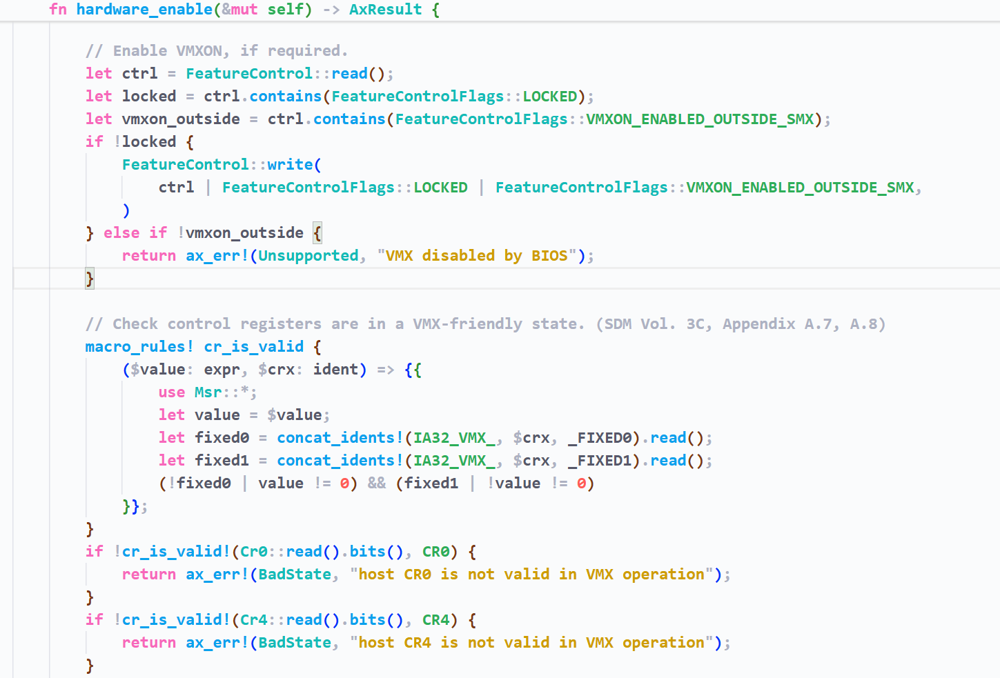 fn hardware_enable(&mut self) -> AxResult {
// Enable VMXON, if required.
let ctrl = FeatureControl::read();
let locked = ctrl.contains(FeatureControlFlags::LOCKED);
let vmxon_outside = ctrl.contains(FeatureControlFlags::VMXON_ENABLED_OUTSIDE_SMX);
if !locked {
FeatureControl::write(
ctrl | FeatureControlFlags::LOCKED | FeatureControlFlags::VMXON_ENABLED_OUTSIDE_SMX,
)
} else if !vmxon_outside {
return ax_err!(Unsupported, "VMX disabled by BIOS");
}
// Check control registers are in a VMX-friendly state. (SDM Vol. 3C, Appendix A.7, A.8)
macro_rules! cr_is_valid {
($value: expr, $crx: ident) => {{
use Msr::*;
let value = $value;
let fixed0 = concat_idents!(IA32_VMX_, $crx, _FIXED0).read();
let fixed1 = concat_idents!(IA32_VMX_, $crx, _FIXED1).read();
(!fixed0 | value != 0) && (fixed1 | !value != 0)
}};
}
if !cr_is_valid!(Cr0::read().bits(), CR0) {
return ax_err!(BadState, "host CR0 is not valid in VMX operation");
}
if !cr_is_valid!(Cr4::read().bits(), CR4) {
return ax_err!(BadState, "host CR4 is not valid in VMX operation");
}